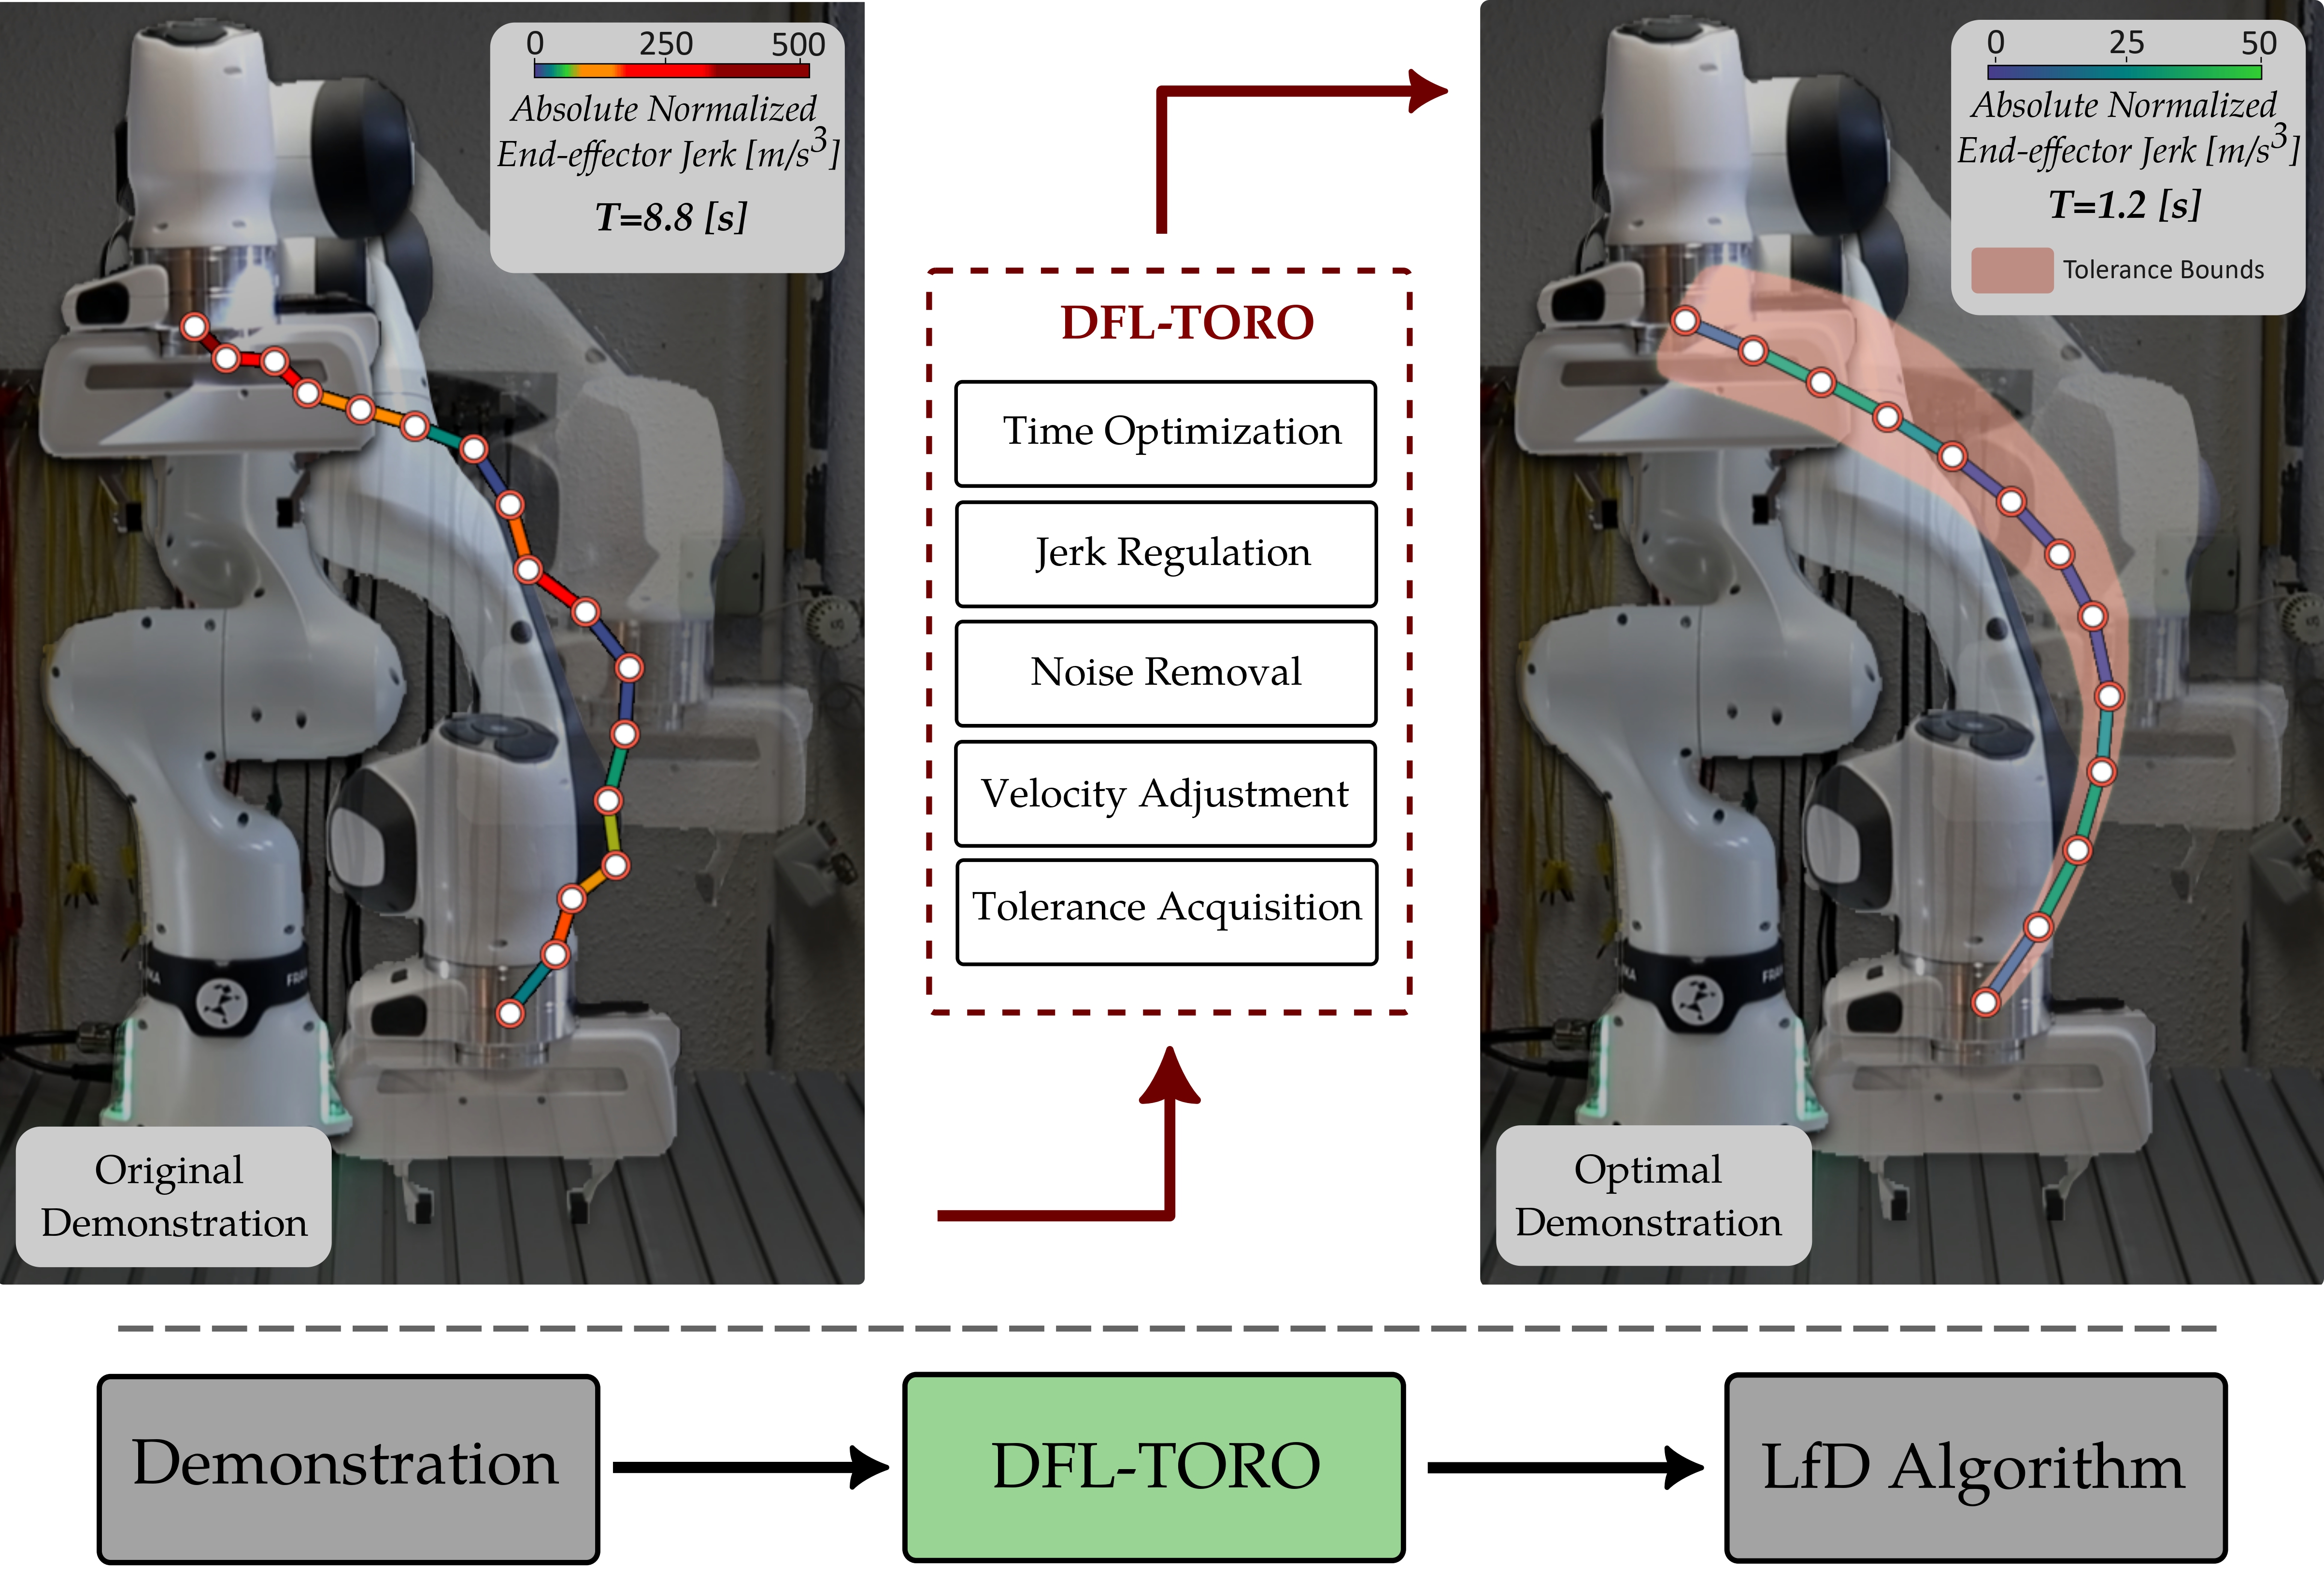 0 250 500
Absolute Normalized
End-effector Jerk [m/s³]
T=8.8 [s]
Original
Demonstration
DFL-TORO
Time Optimization
Jerk Regulation
Noise Removal
Velocity Adjustment
Tolerance Acquisition
0 25 50
Absolute Normalized
End-effector Jerk [m/s³]
T=1.2 [s]
Tolerance Bounds
Optimal
Demonstration
Demonstration
DFL-TORO
LfD Algorithm